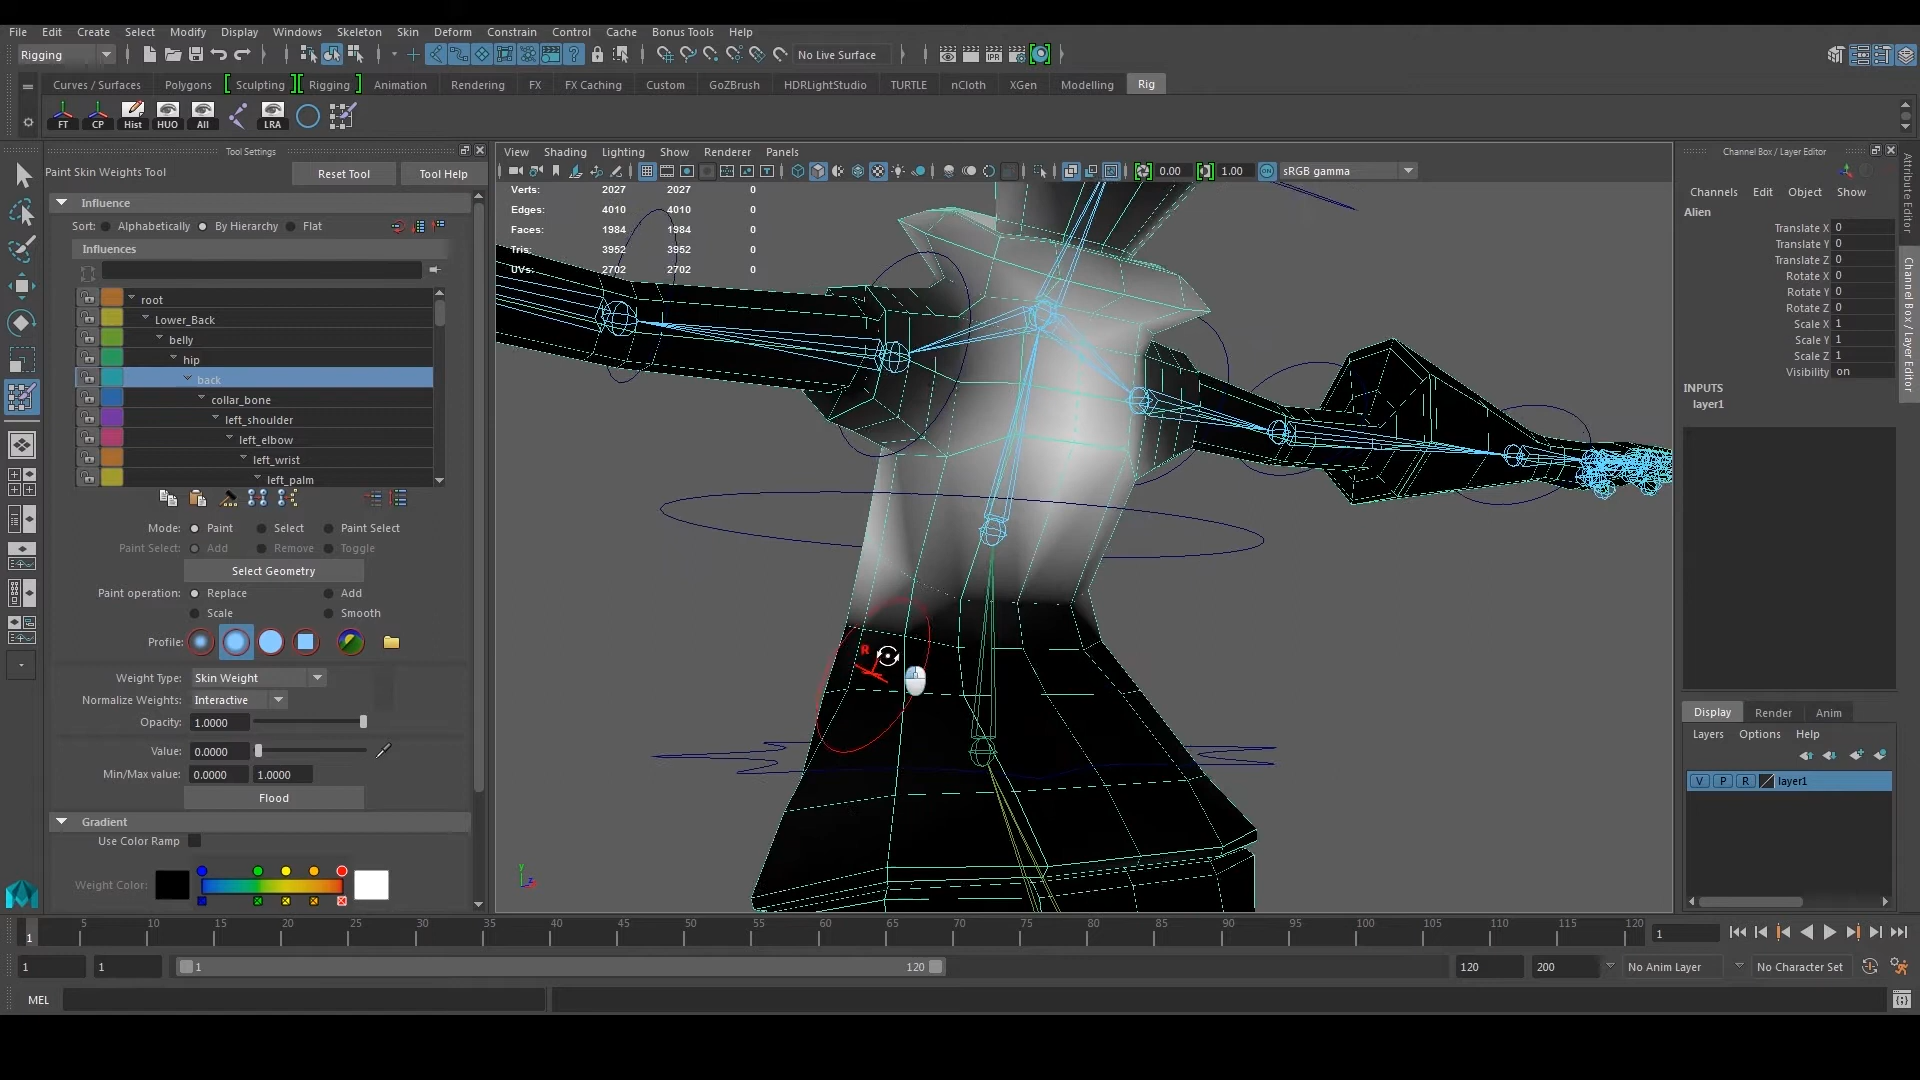 File Edit Create Select Modify Display Windows Skeleton Skin Deform Constrain Control Cache Bonus Tools Help
Rigging No Live Surface
Curves / Surfaces Polygons Sculpting Rigging Animation Rendering FX FX Caching Custom GoZBrush HDRLightStudio TURTLE nCloth XGen Modelling Rig
FT CP Hist HUO All LRA
Tool Settings
Paint Skin Weights Tool Reset Tool Tool Help
Influence
Sort: Alphabetically By Hierarchy Flat
Influences
root
Lower_Back
belly
hip
back
collar_bone
left_shoulder
left_elbow
left_wrist
left_palm
Mode: Paint Select Paint Select
Paint Select: Add Remove Toggle
Select Geometry
Paint operation: Replace Add
Scale Smooth
Profile:
Weight Type: Skin Weight
Normalize Weights: Interactive
Opacity: 1.0000
Value: 0.0000
Min/Max value: 0.0000 1.0000
Flood
Gradient
Use Color Ramp
Weight Color:
View Shading Lighting Show Renderer Panels
IPR
0.00 1.00 ON sRGB gamma
Verts: 2027 2027 0
Edges: 4010 4010 0
Faces: 1984 1984 0
Tris: 3952 3952 0
UVs: 2702 2702 0
R
y
Channel Box / Layer Editor
Channels Edit Object Show
Alien
Translate X 0
Translate Y 0
Translate Z 0
Rotate X 0
Rotate Y 0
Rotate Z 0
Scale X 1
Scale Y 1
Scale Z 1
Visibility on
INPUTS
layer1
Attribute Editor
Channel Box / Layer Editor
Display Render Anim
Layers Options Help
V P R layer1
1 5 10 15 20 25 30 35 40 45 50 55 60 65 70 75 80 85 90 95 100 105 110 115 120 1
1 1 1 120 120 200 No Anim Layer No Character Set
MEL